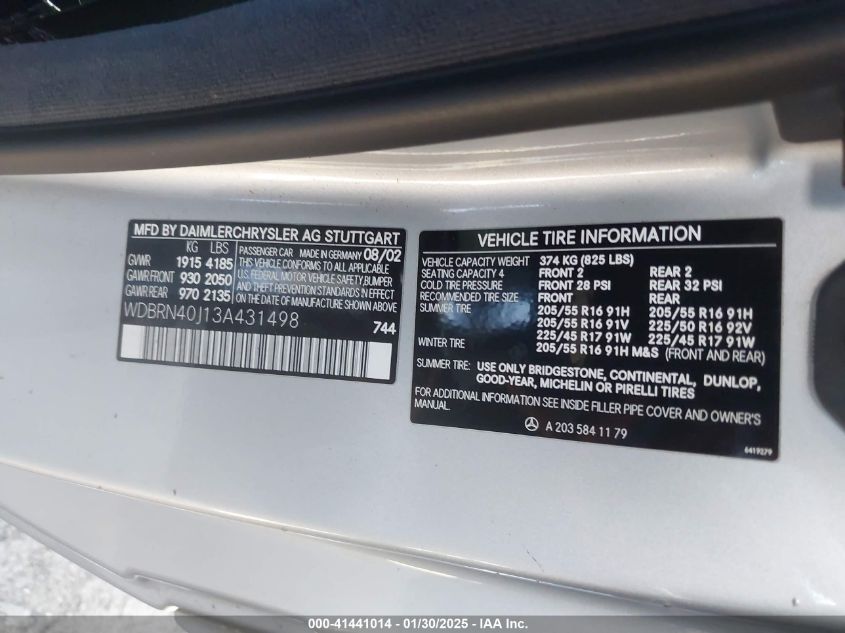 MFD BY DAIMLERCHRYSLER AG STUTTGART
KG LBS PASSENGER CAR MADE IN GERMANY 08/02
GVWR 1915 4185 THIS VEHICLE CONFORMS TO ALL APPLICABLE
GAWR FRONT 930 2050 U.S. FEDERAL MOTOR VEHICLE SAFETY, BUMPER
AND THEFT PREVENTION STANDARDS IN EFFECT
GAWR REAR 970 2135 ON THE DATE OF MANUFACTURE SHOWN ABOVE.
WDBRN40J13A431498
744
VEHICLE TIRE INFORMATION
VEHICLE CAPACITY WEIGHT 374 KG (825 LBS)
SEATING CAPACITY 4 FRONT 2 REAR 2
COLD TIRE FRONT 28 PSI REAR 32 PSI
RECOMMENDED TIRE SIZES FRONT REAR
SUMMER TIRE 205/55 R16 91H 205/55 R16 91H
205/55 R16 91V 225/50 R16 92V
225/45 R17 91W 225/45 R17 91W
WINTER TIRE 205/55 R16 91H M&S (FRONT AND REAR)
SUMMER TIRE: USE ONLY BRIDGESTONE, CONTINENTAL, DUNLOP,
GOOD-YEAR, MICHELIN OR PIRELLI TIRES
FOR ADDITIONAL INFORMATION SEE INSIDE FILLER PIPE COVER AND OWNER'S
MANUAL.
A 203 584 11 79
6419279
000-41441014 - 01/30/2025 - IAA Inc.